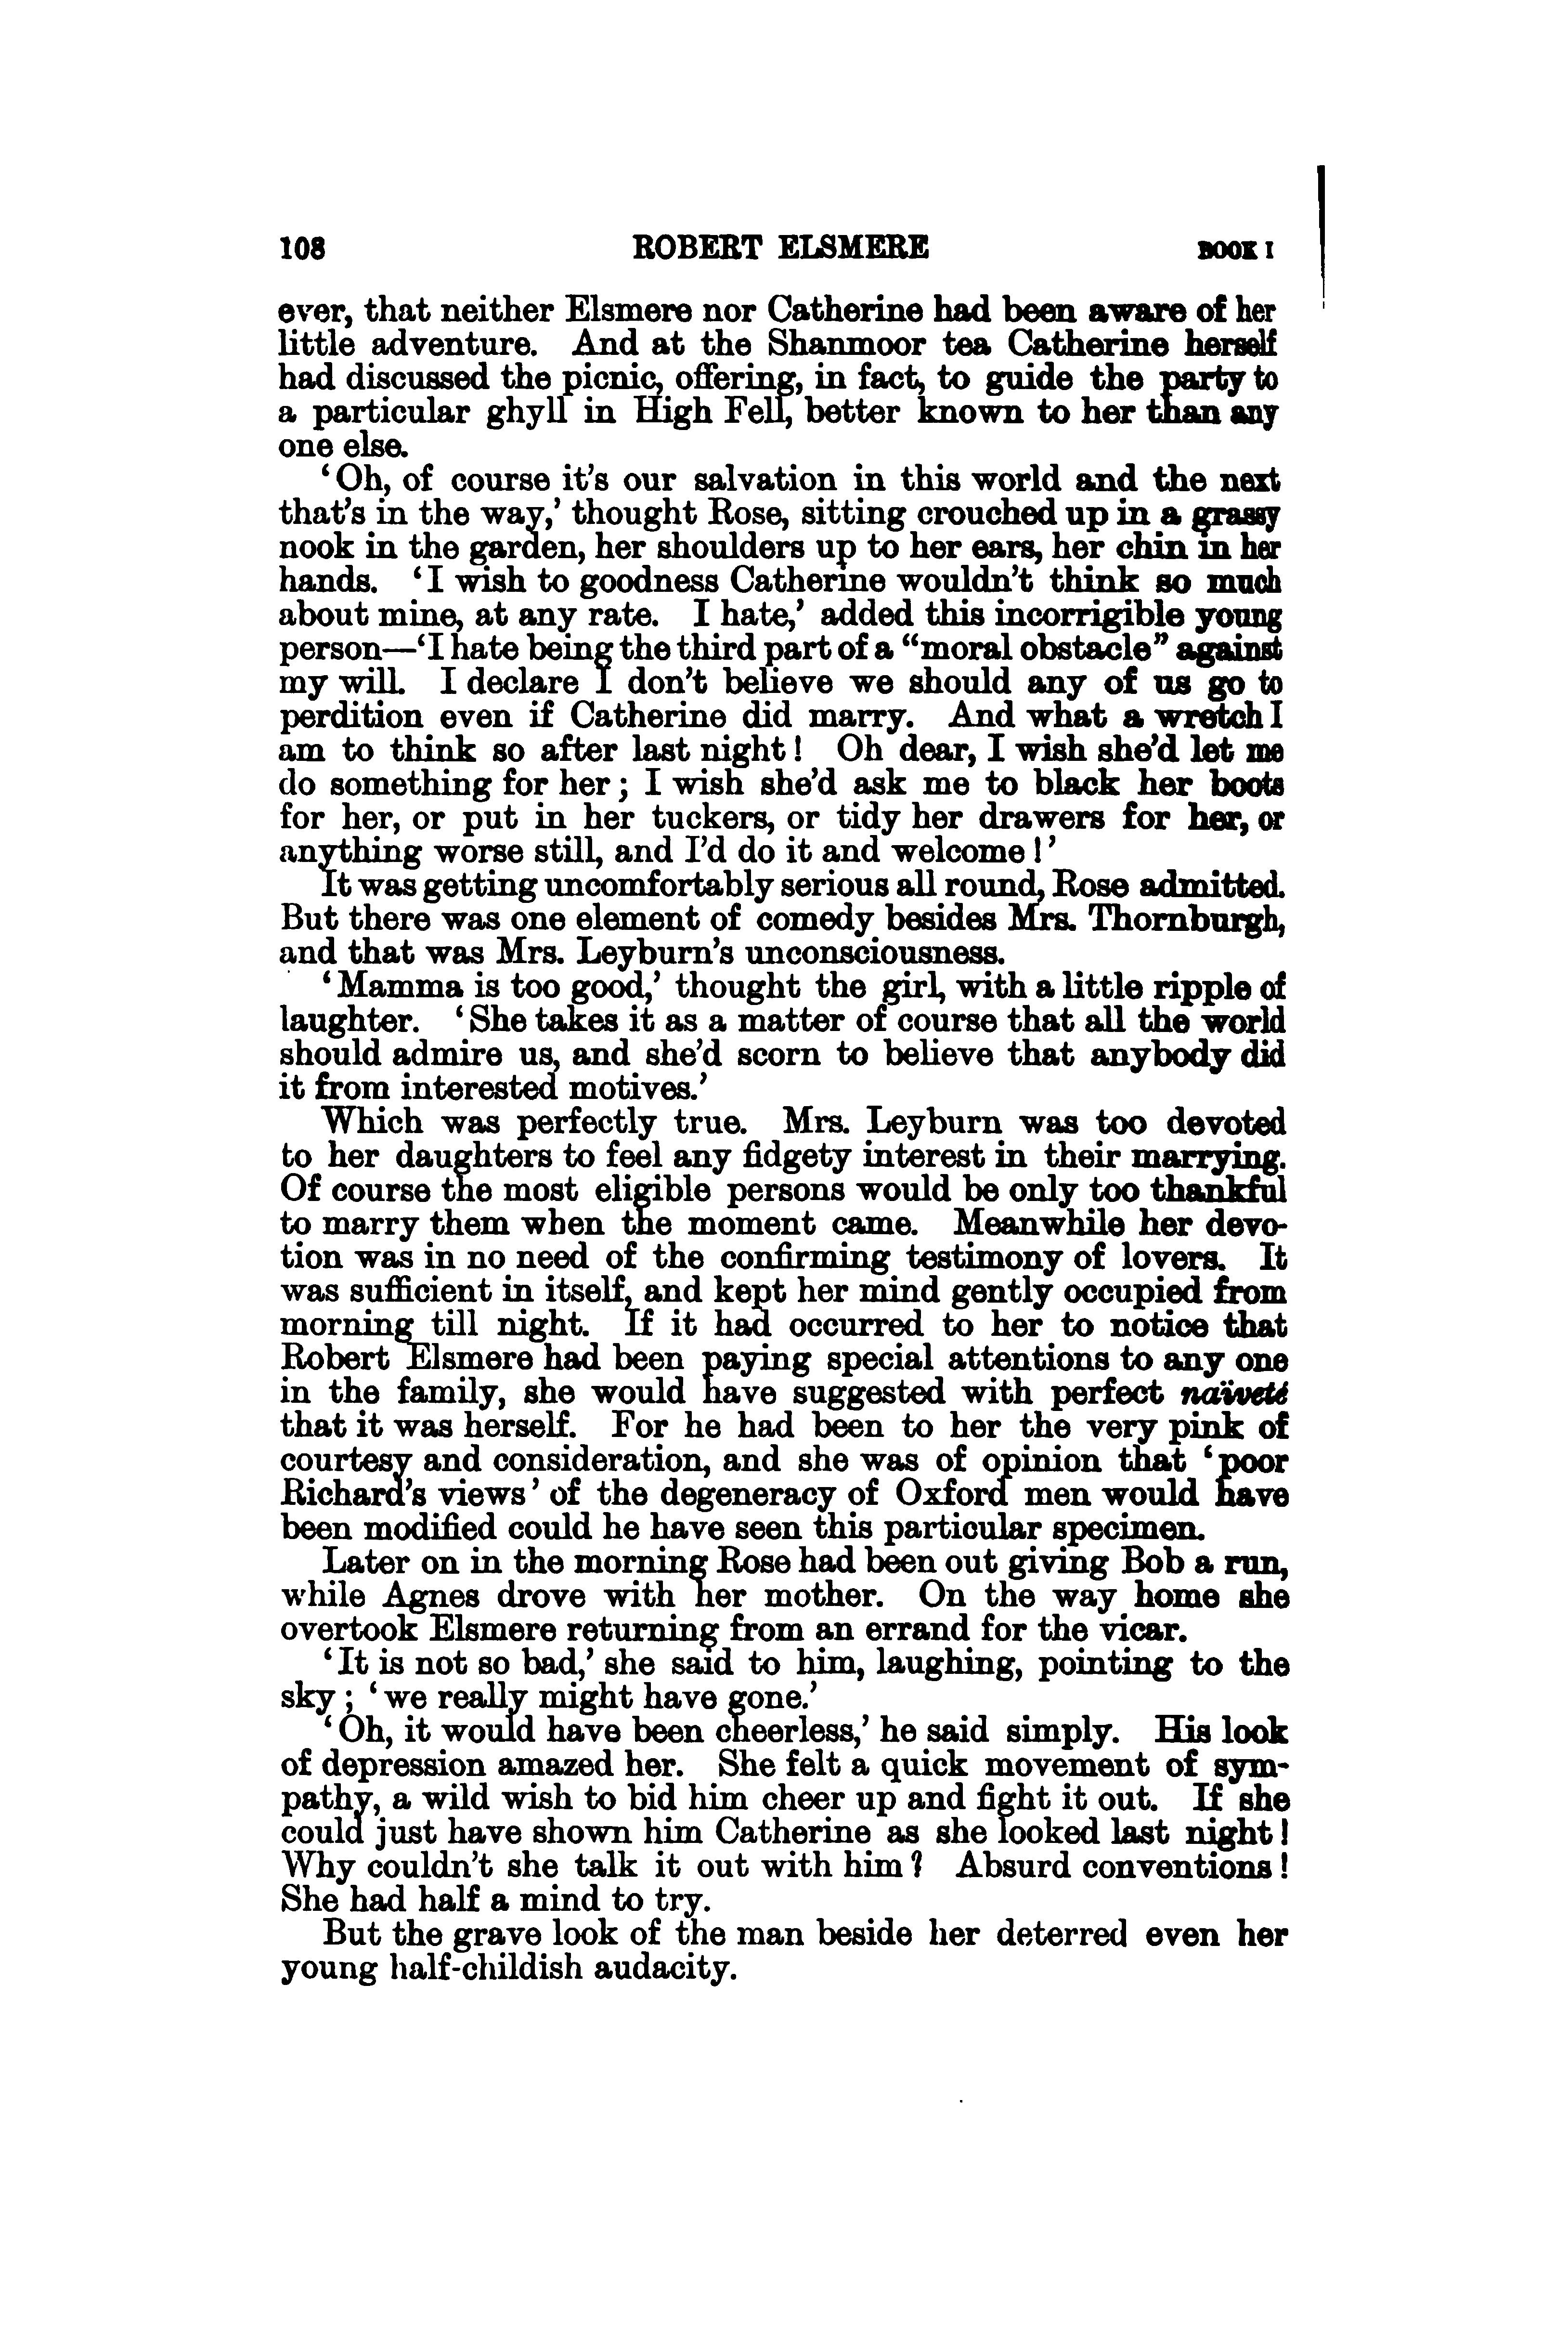 108 ROBERT ELSMERE BOOK I
ever, that neither Elsmere nor Catherine had been aware of her
little adventure. And at the Shanmoor tea Catherine herself
had discussed the picnic, offering, in fact, to guide the party to
a particular ghyll in High Fell, better known to her than any
one else.
‘Oh, of course it's our salvation in this world and the next
that's in the way,’ thought Rose, sitting crouched up in a grassy
nook in the garden, her shoulders up to her ears, her chin in her
hands. ‘I wish to goodness Catherine wouldn't think so much
about mine, at any rate. I hate,’ added this incorrigible young
person—‘I hate being the third part of a “moral obstacle” against
my will. I declare I don't believe we should any of us go to
perdition even if Catherine did marry. And what a wretch I
am to think so after last night! Oh dear, I wish she'd let me
do something for her; I wish she'd ask me to black her boots
for her, or put in her tuckers, or tidy her drawers for her, or
anything worse still, and I'd do it and welcome!’
It was getting uncomfortably serious all round, Rose admitted.
But there was one element of comedy besides Mrs. Thornburgh,
and that was Mrs. Leyburn's unconsciousness.
‘Mamma is too good,’ thought the girl, with a little ripple of
laughter. ‘She takes it as a matter of course that all the world
should admire us, and she'd scorn to believe that anybody did
it from interested motives.’
Which was perfectly true. Mrs. Leyburn was too devoted
to her daughters to feel any fidgety interest in their marrying.
Of course the most eligible persons would be only too thankful
to marry them when the moment came. Meanwhile her devo-
tion was in no need of the confirming testimony of lovers. It
was sufficient in itself, and kept her mind gently occupied from
morning till night. If it had occurred to her to notice that
Robert Elsmere had been paying special attentions to any one
in the family, she would have suggested with perfect naïveté
that it was herself. For he had been to her the very pink of
courtesy and consideration, and she was of opinion that ‘poor
Richard's views’ of the degeneracy of Oxford men would have
been modified could he have seen this particular specimen.
Later on in the morning Rose had been out giving Bob a run,
while Agnes drove with her mother. On the way home she
overtook Elsmere returning from an errand for the vicar.
‘It is not so bad,’ she said to him, laughing, pointing to the
sky; ‘we really might have gone.’
‘Oh, it would have been cheerless,’ he said simply. His look
of depression amazed her. She felt a quick movement of sym-
pathy, a wild wish to bid him cheer up and fight it out. If she
could just have shown him Catherine as she looked last night!
Why couldn't she talk it out with him? Absurd conventions!
She had half a mind to try.
But the grave look of the man beside her deterred even her
young half-childish audacity.